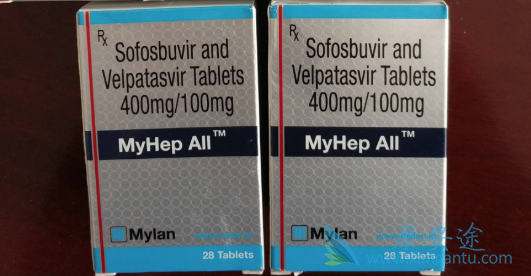 Rx
Sofosbuvir and
Velpatasvir Tablets
400mg/100mg
MyHep All™
Mylan
28 Tablets
Rx
Sofosbuvir and
Velpatasvir Tablets
400mg/100mg
MyHep All™
Mylan
28 Tablets